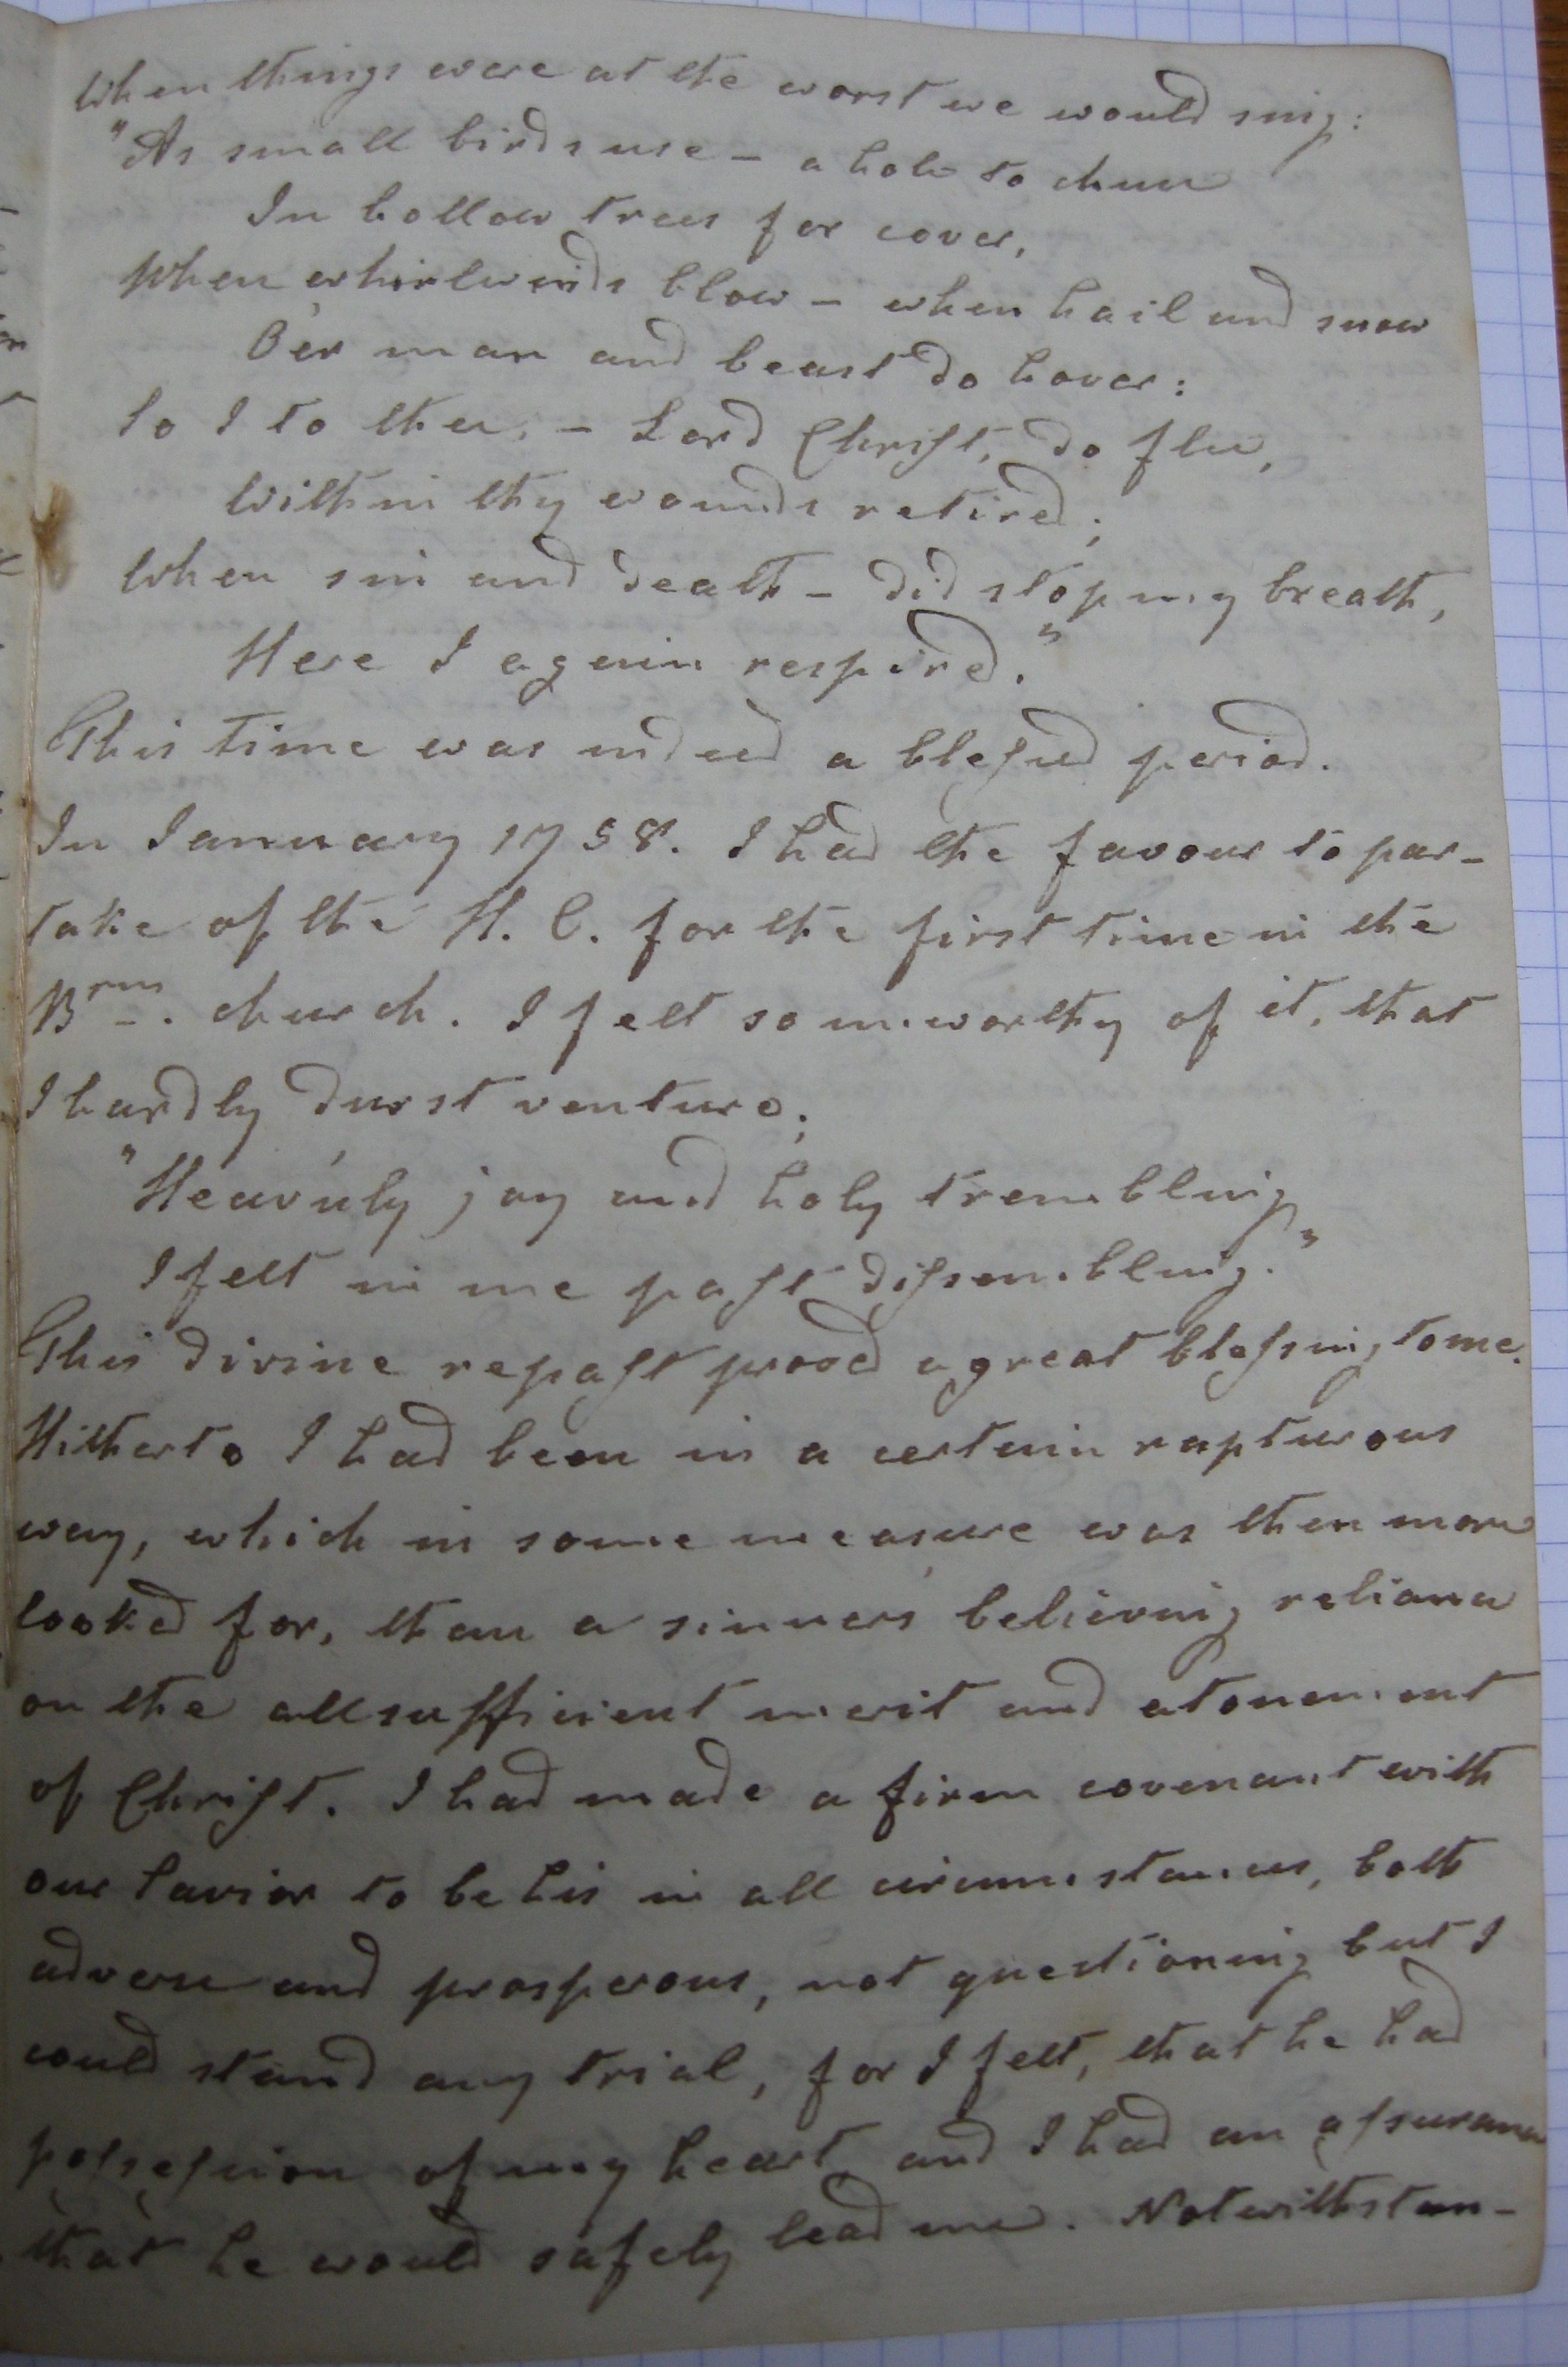 When things were at the worst we would sing:
"As small birds use – a hole to chuse
In hollow trees for cover,
When whirlwinds blow – when hail and snow
O'er man and beast do hover:
So I to thee, – Lord Christ, do flee,
Within thy wounds retired;
When sin and death – did stop my breath,
Here I again respired."
This time was indeed a blessed period.
In January 1758. I had the favour to par-
take of the H. C. for the first time in the
Brn. church. I felt so unworthy of it, that
I hardly durst venture;
"Heav'nly joy and holy trembling
I felt in me past dissembling."
This divine repast proved a great blessing to me.
Hitherto I had been in a certain rapturous
way, which in some measure was then more
looked for, than a sinners' believing reliance
on the allsufficient merit and atonement
of Christ. I had made a firm covenant with
our Savior to be his in all circumstances, both
adverse and prosperous, not questioning but I
could stand any trial, for I felt, that he had
possession of my heart and I had an assurance
that he would safely lead me. Notwithstan-